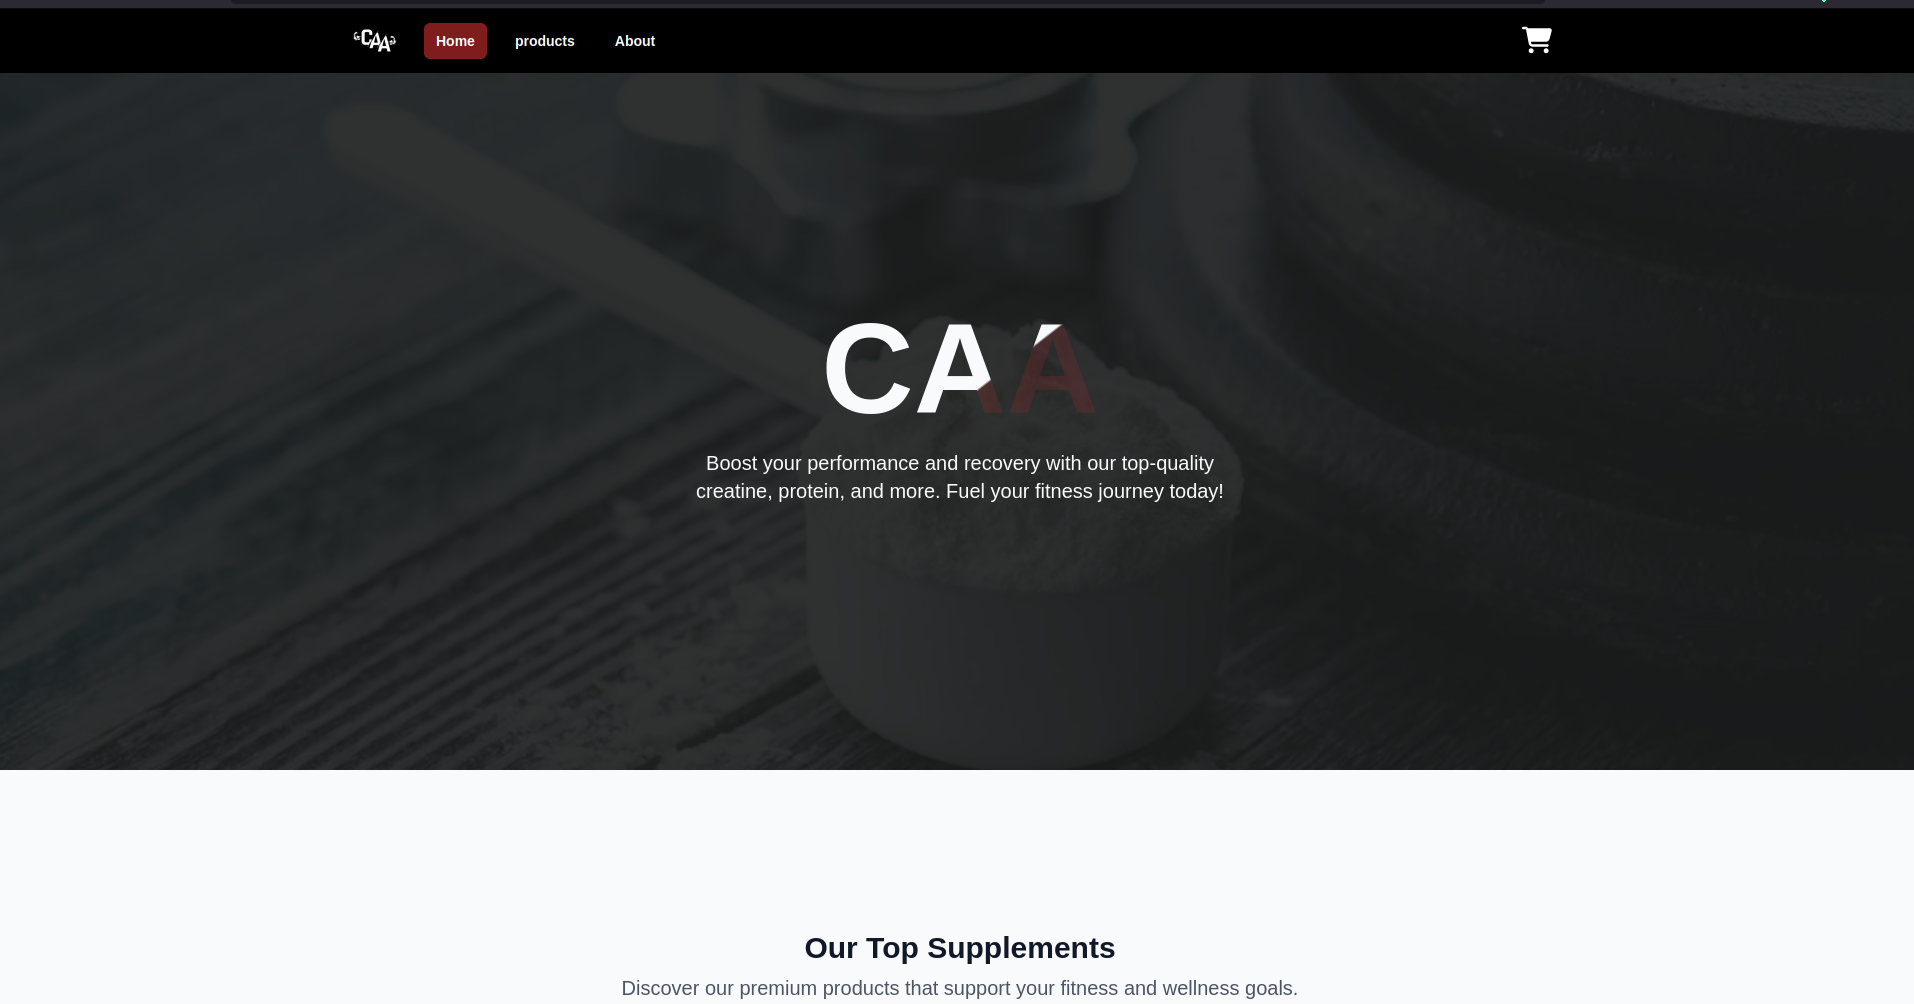 CAA
Home
products
About
CAA
Boost your performance and recovery with our top-quality
creatine, protein, and more. Fuel your fitness journey today!
Our Top Supplements
Discover our premium products that support your fitness and wellness goals.